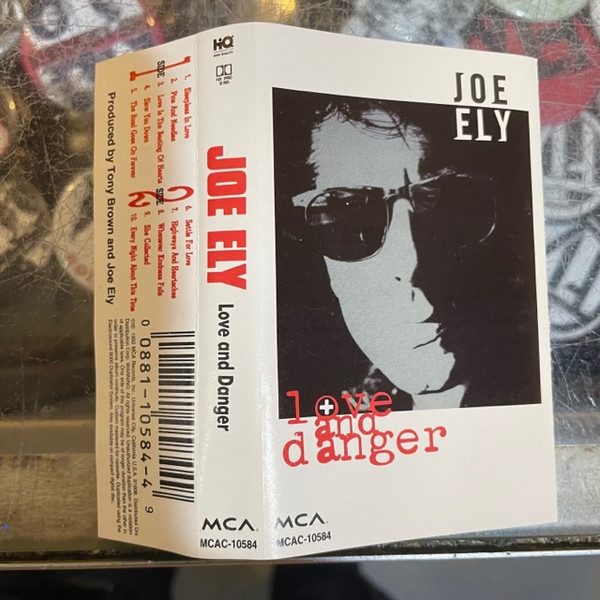 JOE
ELY
love
and
danger
MCA
MCAC-10584
HQ
HIGH QUALITY
JOE ELY
Love and Danger
MCA
MCAC-10584
SIDE 1
1. Sleepless In Love
2. Pins And Needles
3. Love Is The Beating Of Hearts
4. Slow You Down
5. The Road Goes On Forever
SIDE 2
6. Settle For Love
7. Highways And Heartaches
8. Whenever Kindness Fails
9. She Collected
10. Every Night About This Time
Produced by Tony Brown and Joe Ely
0 0881-10584-4 9